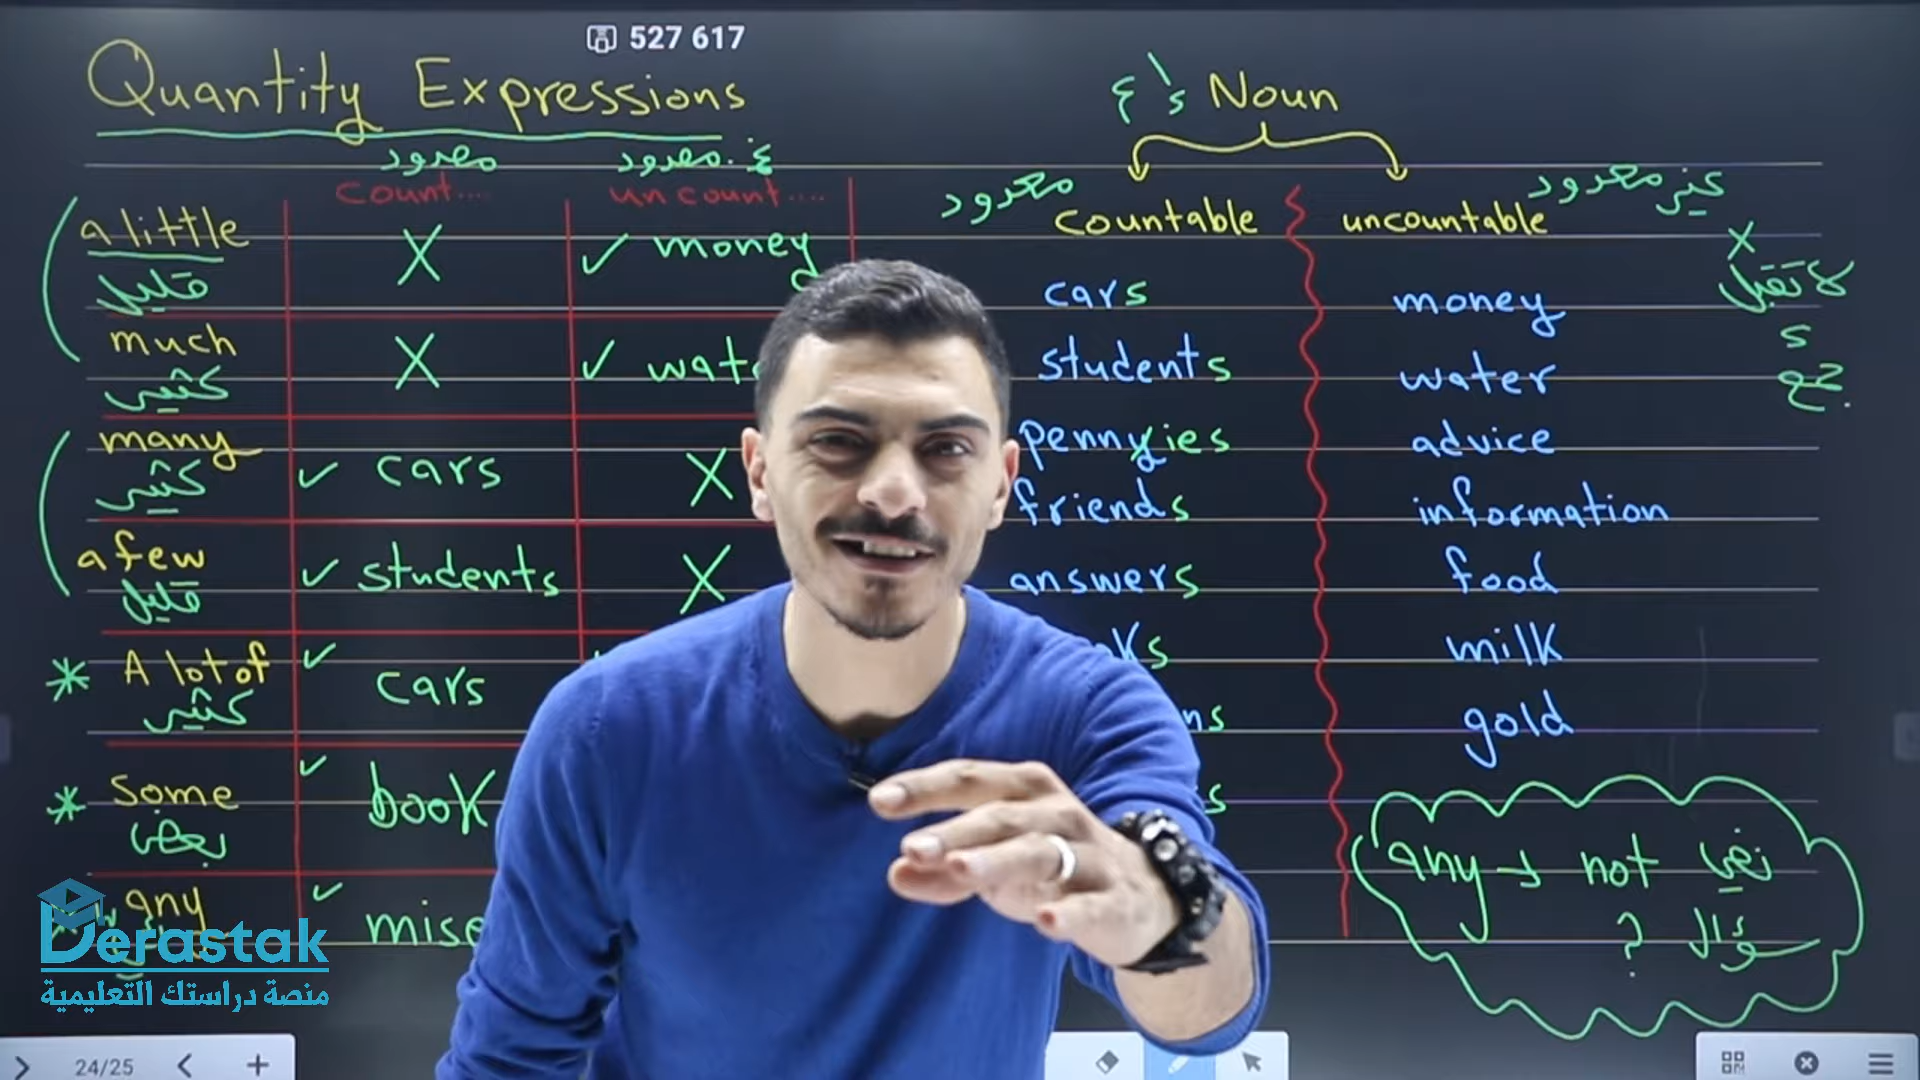 527 617
Quantity Expressions
معدود غ. معدود
count.... uncount....
a little X ✓ money
قليل
much X ✓ wat
كثير
many ✓ cars X
كثير
a few ✓ students X
قليل
* A lot of ✓ cars
كثير
* some ✓ book
بعض
any ✓ mise
's Noun
معدود غير معدود
countable uncountable
X
لا تقبل
s
جمع
cars money
students water
pennyies advice
friends information
answers food
ks milk
ns gold
s
any → not نفي
سؤال ؟
Derastak
منصة دراستك التعليمية
24/25